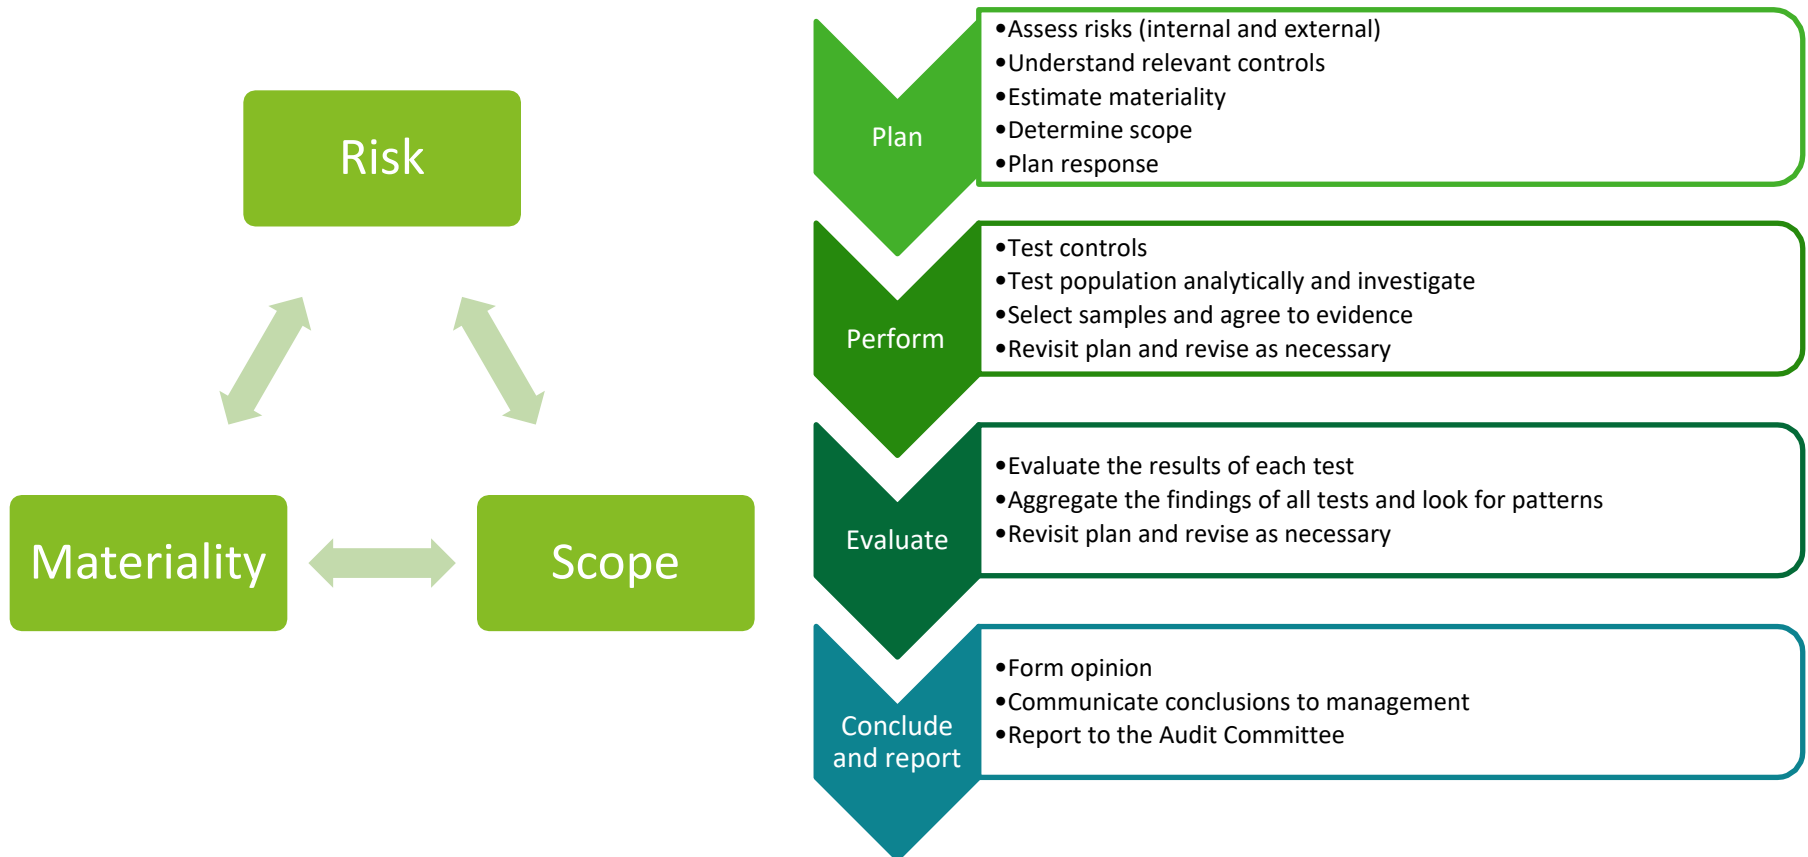 Risk
Materiality
Scope
Plan
•Assess risks (internal and external)
•Understand relevant controls
•Estimate materiality
•Determine scope
•Plan response
Perform
•Test controls
•Test population analytically and investigate
•Select samples and agree to evidence
•Revisit plan and revise as necessary
Evaluate
•Evaluate the results of each test
•Aggregate the findings of all tests and look for patterns
•Revisit plan and revise as necessary
Conclude
and report
•Form opinion
•Communicate conclusions to management
•Report to the Audit Committee